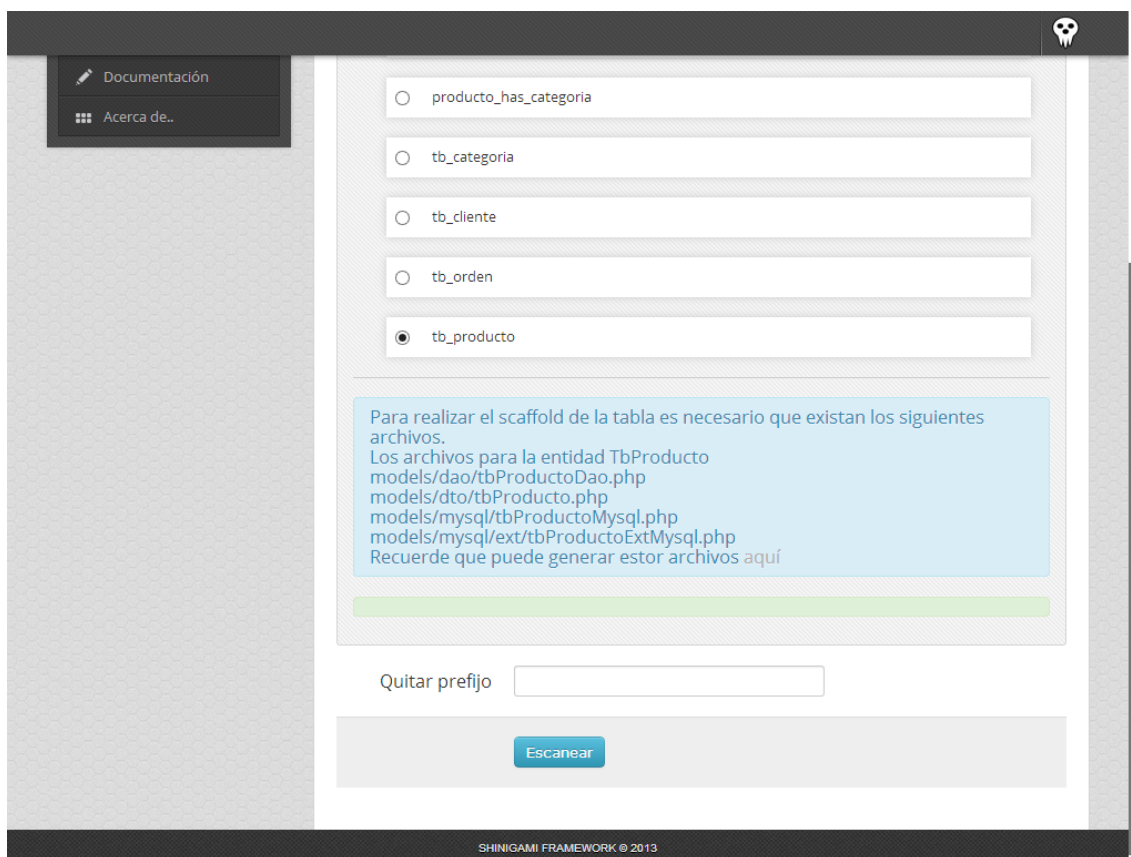 Documentación
Acerca de..
producto_has_categoria
tb_categoria
tb_cliente
tb_orden
tb_producto
Para realizar el scaffold de la tabla es necesario que existan los siguientes
archivos.
Los archivos para la entidad TbProducto
models/dao/tbProductoDao.php
models/dto/tbProducto.php
models/mysql/tbProductoMysql.php
models/mysql/ext/tbProductoExtMysql.php
Recuerde que puede generar estor archivos aquí
Quitar prefijo
Escanear
SHINIGAMI FRAMEWORK © 2013